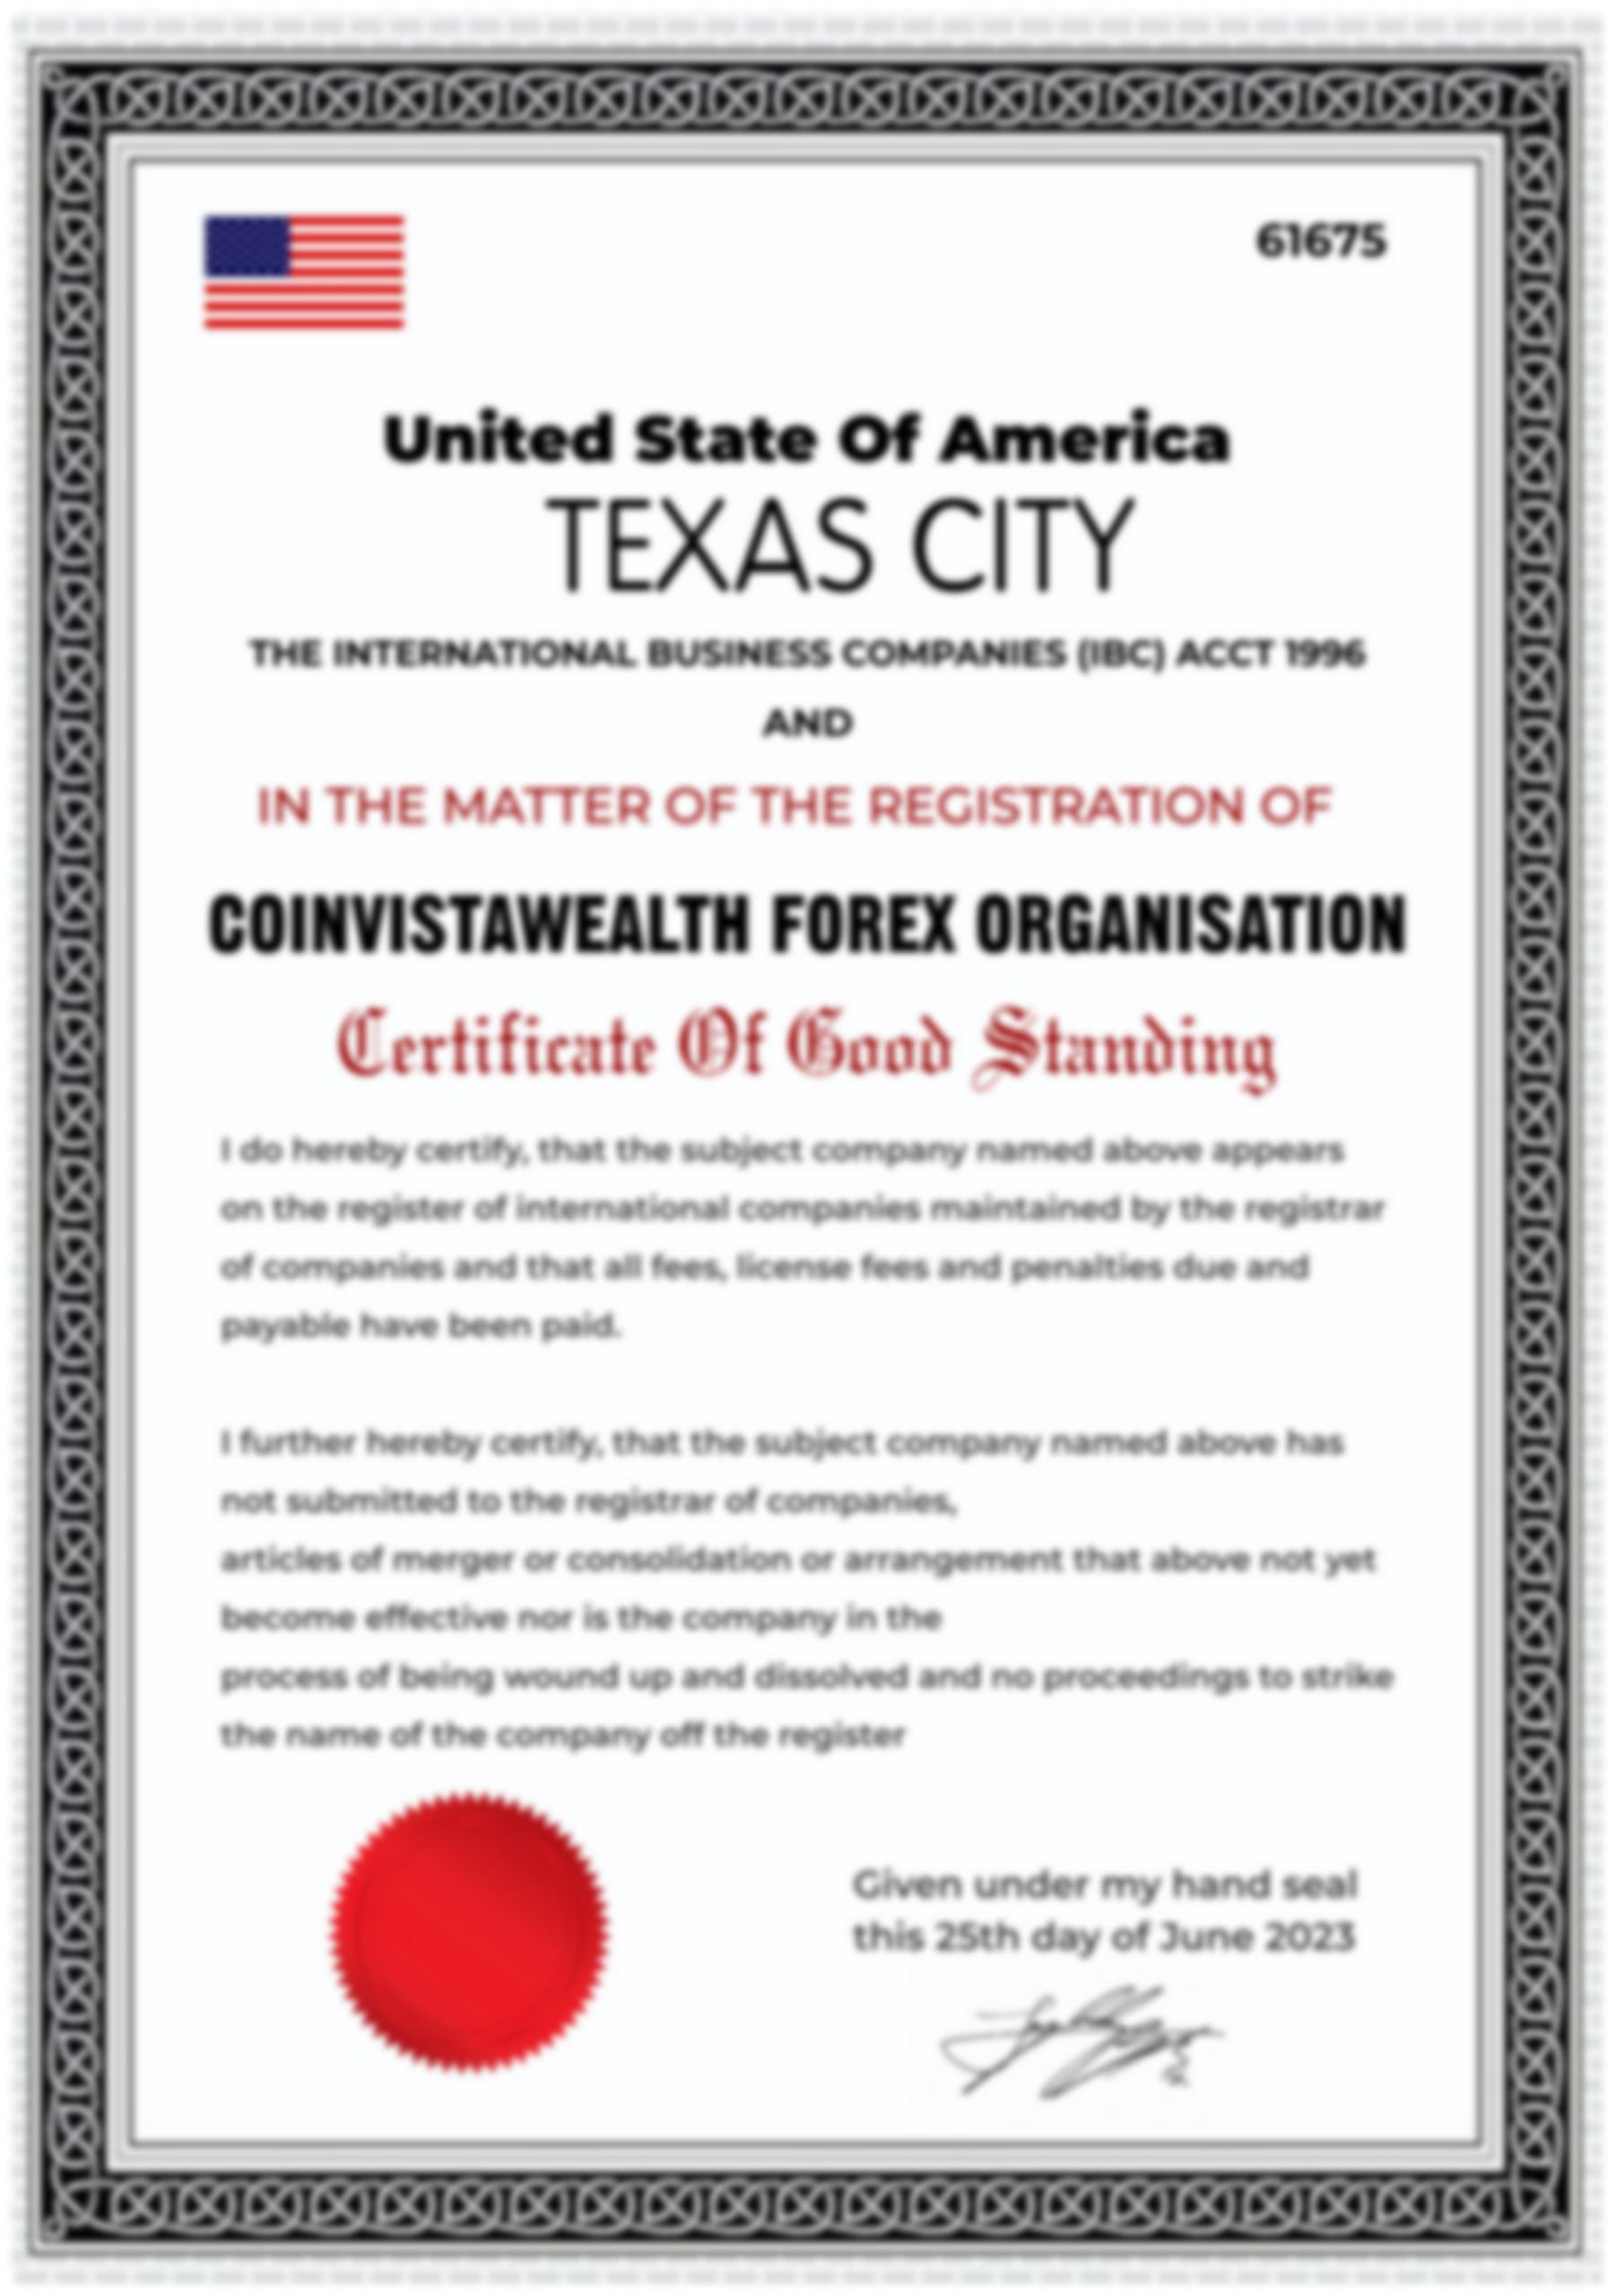 61675
United State Of America
TEXAS CITY
THE INTERNATIONAL BUSINESS COMPANIES (IBC) ACCT 1996
AND
IN THE MATTER OF THE REGISTRATION OF
COINVISTAWEALTH FOREX ORGANISATION
Certificate Of Good Standing
I do hereby certify, that the subject company named above appears
on the register of international companies maintained by the registrar
of companies and that all fees, license fees and penalties due and
payable have been paid.
I further hereby certify, that the subject company named above has
not submitted to the registrar of companies,
articles of merger or consolidation or arrangement that above not yet
become effective nor is the company in the
process of being wound up and dissolved and no proceedings to strike
the name of the company off the register
Given under my hand seal
this 25th day of June 2023